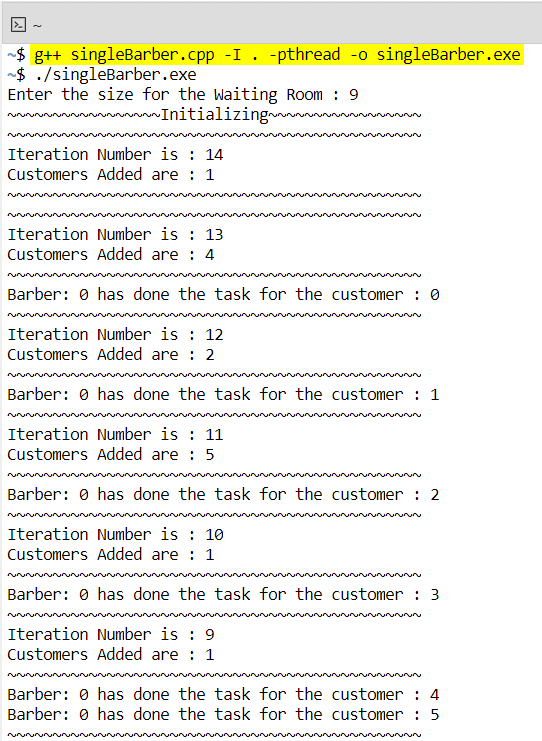 ~
~$ g++ singleBarber.cpp -I . -pthread -o singleBarber.exe
~$ ./singleBarber.exe
Enter the size for the Waiting Room : 9
~~~~~~~~~~~~~~~~~Initializing~~~~~~~~~~~~~~~~~
~~~~~~~~~~~~~~~~~~~~~~~~~~~~~~~~~~~~~~~~~~~~~~
Iteration Number is : 14
Customers Added are : 1
~~~~~~~~~~~~~~~~~~~~~~~~~~~~~~~~~~~~~~~~~~~~~~
~~~~~~~~~~~~~~~~~~~~~~~~~~~~~~~~~~~~~~~~~~~~~~
Iteration Number is : 13
Customers Added are : 4
~~~~~~~~~~~~~~~~~~~~~~~~~~~~~~~~~~~~~~~~~~~~~~
Barber: 0 has done the task for the customer : 0
~~~~~~~~~~~~~~~~~~~~~~~~~~~~~~~~~~~~~~~~~~~~~~
Iteration Number is : 12
Customers Added are : 2
~~~~~~~~~~~~~~~~~~~~~~~~~~~~~~~~~~~~~~~~~~~~~~
Barber: 0 has done the task for the customer : 1
~~~~~~~~~~~~~~~~~~~~~~~~~~~~~~~~~~~~~~~~~~~~~~
Iteration Number is : 11
Customers Added are : 5
~~~~~~~~~~~~~~~~~~~~~~~~~~~~~~~~~~~~~~~~~~~~~~
Barber: 0 has done the task for the customer : 2
~~~~~~~~~~~~~~~~~~~~~~~~~~~~~~~~~~~~~~~~~~~~~~
Iteration Number is : 10
Customers Added are : 1
~~~~~~~~~~~~~~~~~~~~~~~~~~~~~~~~~~~~~~~~~~~~~~
Barber: 0 has done the task for the customer : 3
~~~~~~~~~~~~~~~~~~~~~~~~~~~~~~~~~~~~~~~~~~~~~~
Iteration Number is : 9
Customers Added are : 1
~~~~~~~~~~~~~~~~~~~~~~~~~~~~~~~~~~~~~~~~~~~~~~
Barber: 0 has done the task for the customer : 4
Barber: 0 has done the task for the customer : 5
~~~~~~~~~~~~~~~~~~~~~~~~~~~~~~~~~~~~~~~~~~~~~~